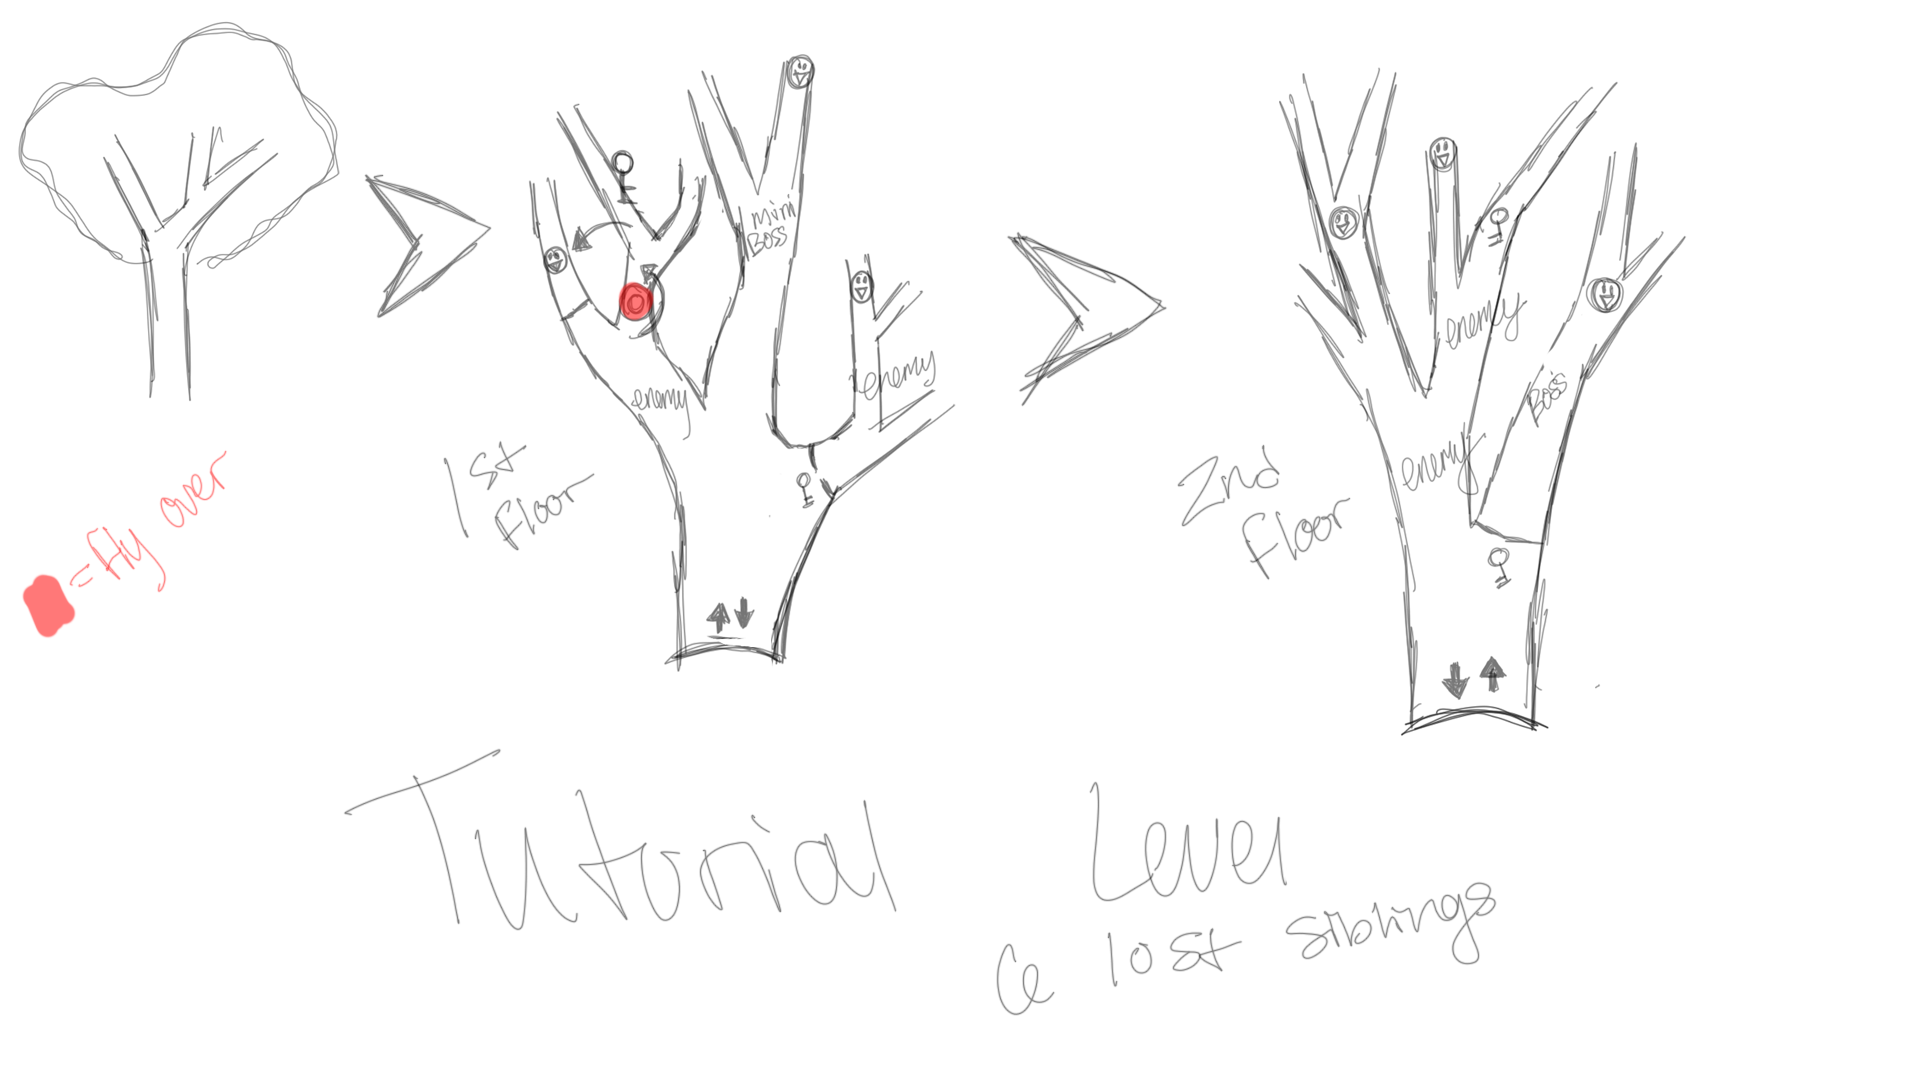 mini
Boss
enemy
enemy
1st
Floor
= fly over
enemy
Boss
enemy
2nd
Floor
Tutorial Level
6 lost siblings